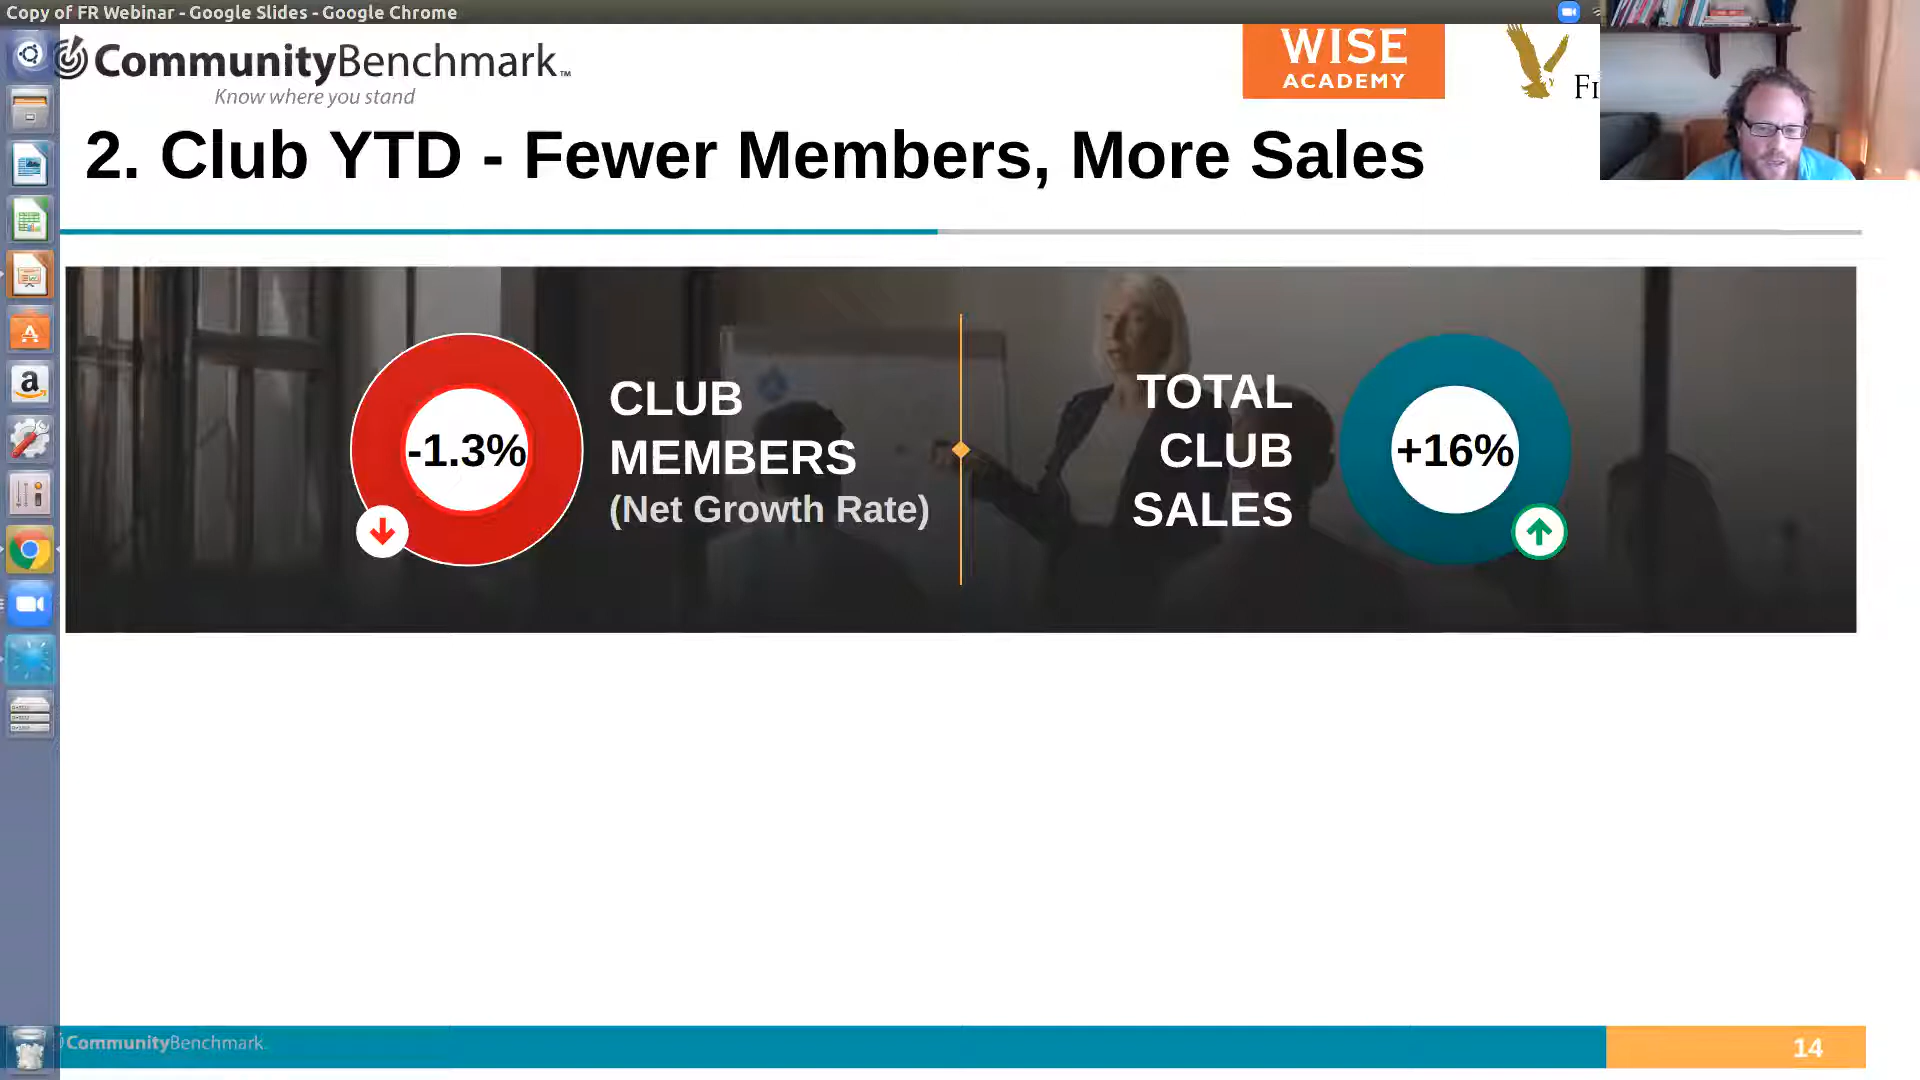 Copy of FR Webinar - Google Slides - Google Chrome
CommunityBenchmark™
Know where you stand
WISE
ACADEMY
2. Club YTD - Fewer Members, More Sales
-1.3%
CLUB
MEMBERS
(Net Growth Rate)
TOTAL
CLUB
SALES
+16%
CommunityBenchmark
14